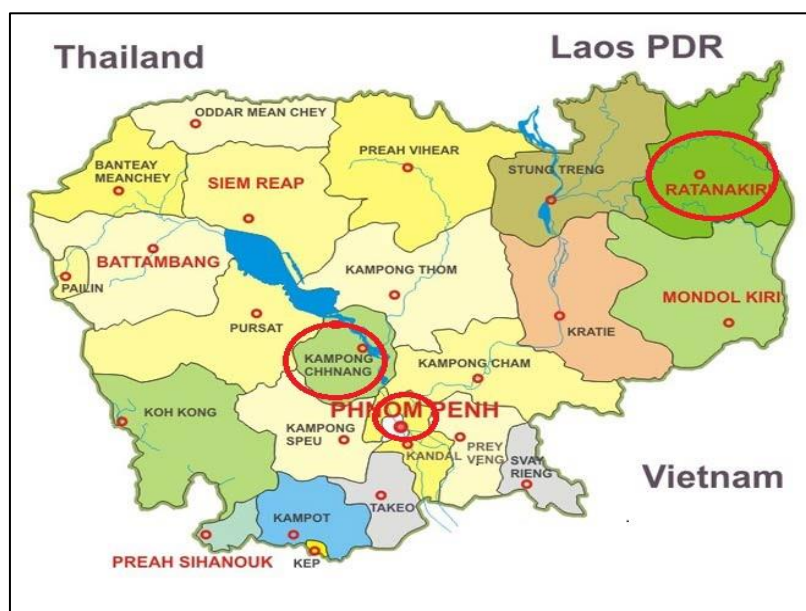 Thailand
Laos PDR
ODDAR MEAN CHEY
PREAH VIHEAR
BANTEAY
MEANCHEY
STUNG TRENG
SIEM REAP
RATANAKIRI
BATTAMBANG
KAMPONG THOM
PAILIN
MONDOL KIRI
PURSAT
KRATIE
KAMPONG
CHHNANG
KAMPONG CHAM
PHNOM PENH
KOH KONG
KAMPONG
SPEU
KANDAL
PREY
VENG
SVAY
RIENG
Vietnam
TAKEO
KAMPOT
PREAH SIHANOUK
KEP